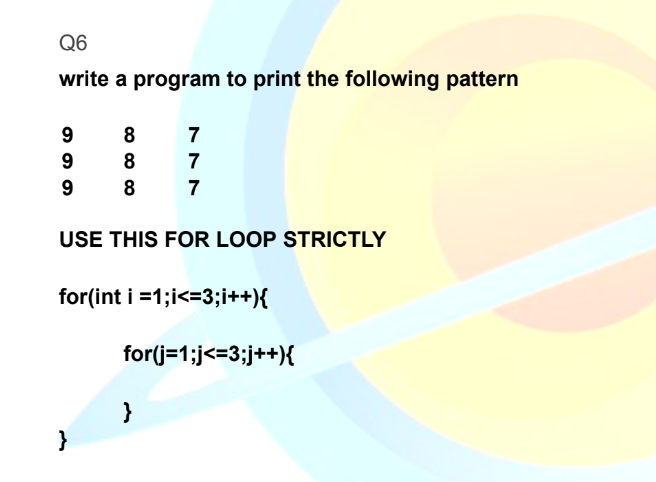 Q6
write a program to print the following pattern
9 8 7
9 8 7
9 8 7
USE THIS FOR LOOP STRICTLY
for(int i =1;i<=3;i++){
for(j=1;j<=3;j++){
}
}